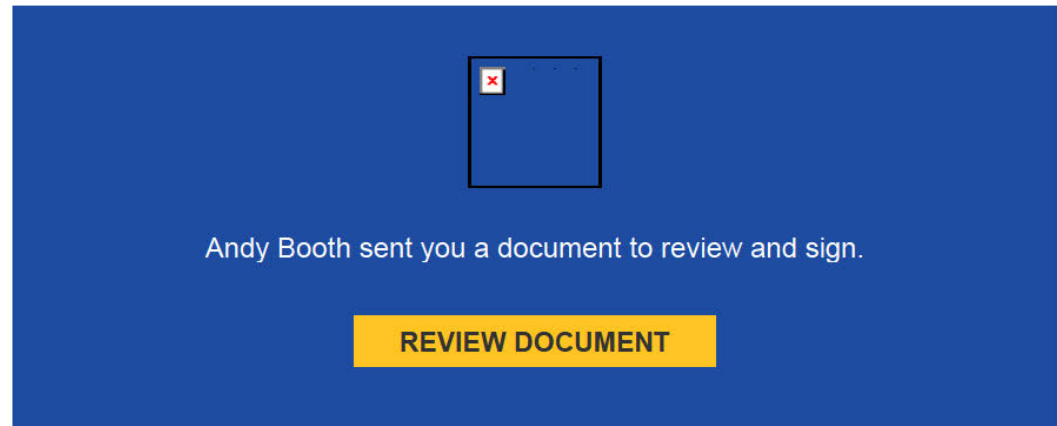 Andy Booth sent you a document to review and sign.
REVIEW DOCUMENT